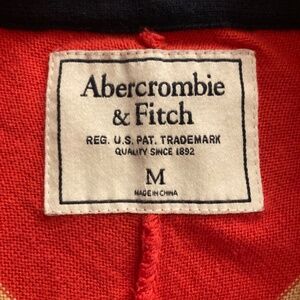 Abercrombie
& Fitch
REG. U.S. PAT. TRADEMARK
QUALITY SINCE 1892
M
MADE IN CHINA